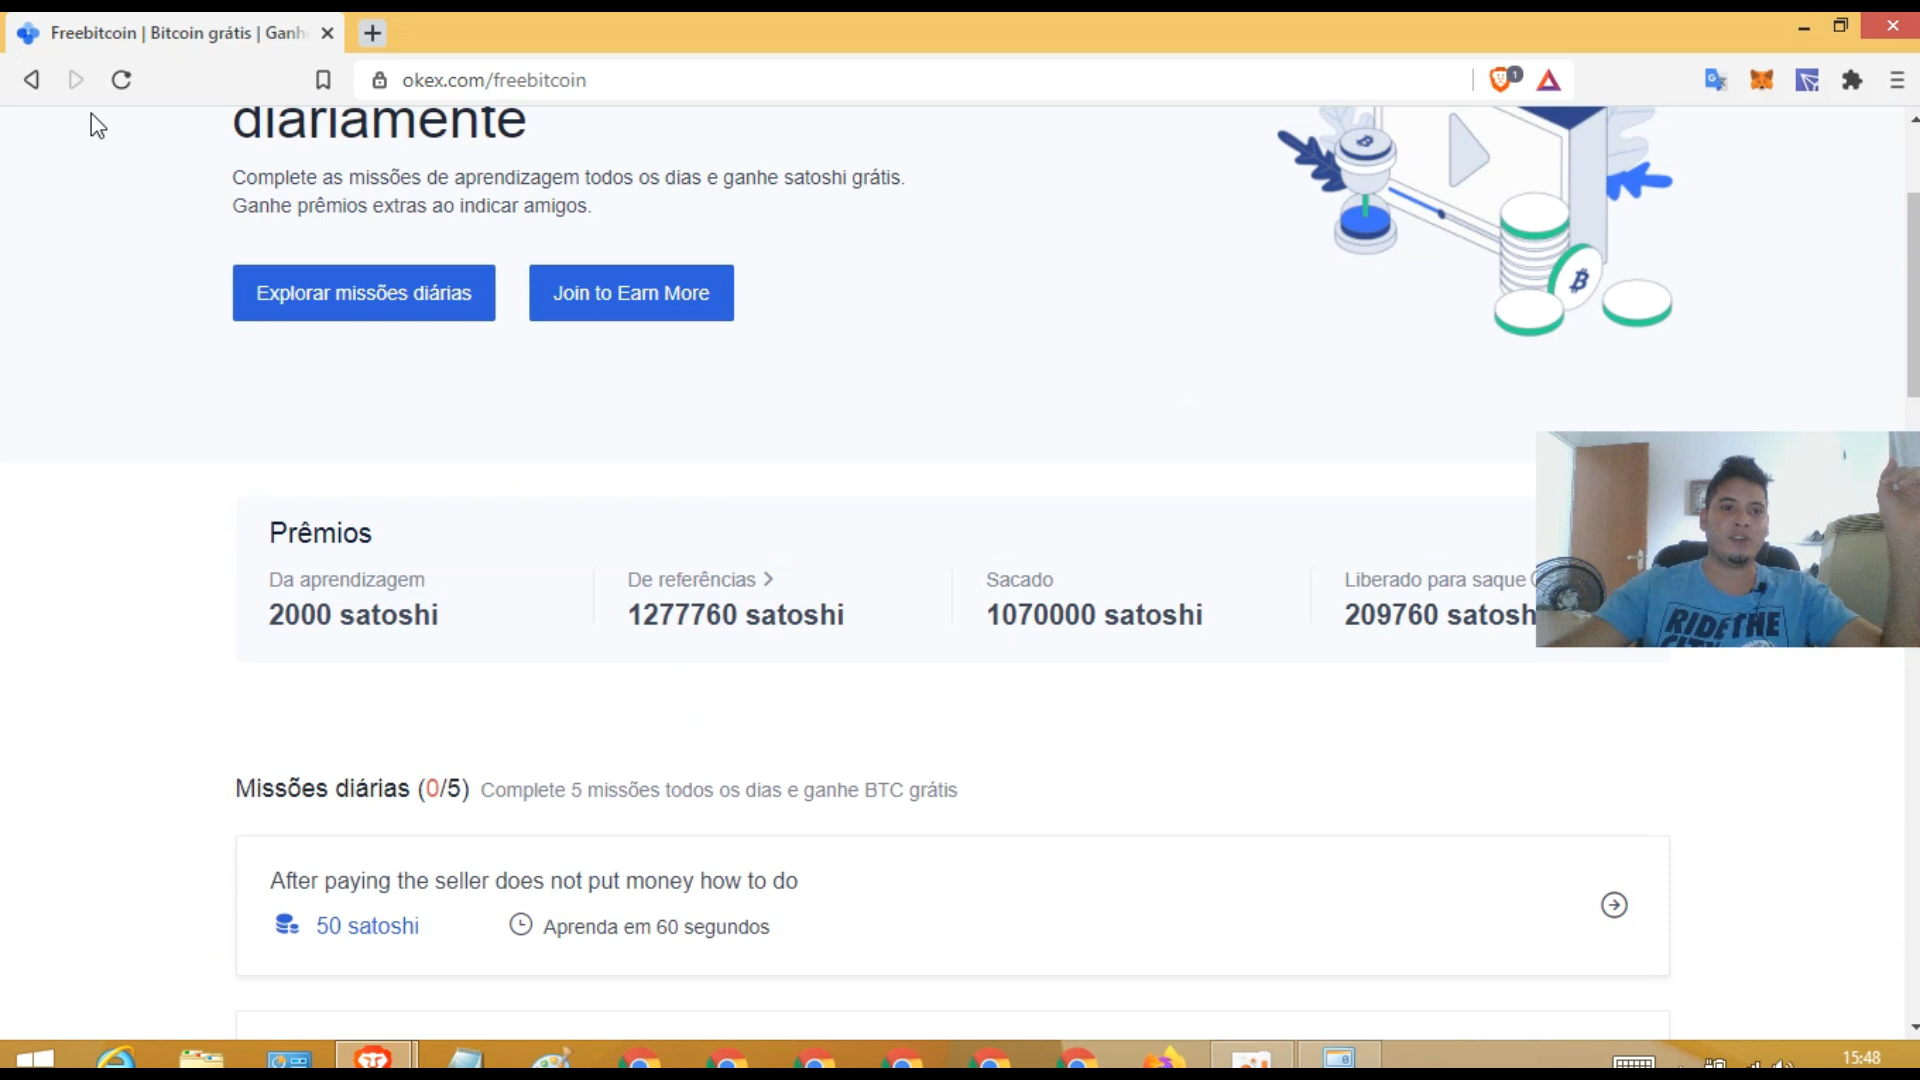 Freebitcoin | Bitcoin grátis | Ganh
okex.com/freebitcoin
1
diariamente
Complete as missões de aprendizagem todos os dias e ganhe satoshi grátis.
Ganhe prêmios extras ao indicar amigos.
Explorar missões diárias
Join to Earn More
Prêmios
Da aprendizagem
2000 satoshi
De referências
1277760 satoshi
Sacado
1070000 satoshi
Liberado para saque
209760 satosh
RIDE THE
CITY
Missões diárias (0/5) Complete 5 missões todos os dias e ganhe BTC grátis
After paying the seller does not put money how to do
50 satoshi
Aprenda em 60 segundos
15:48